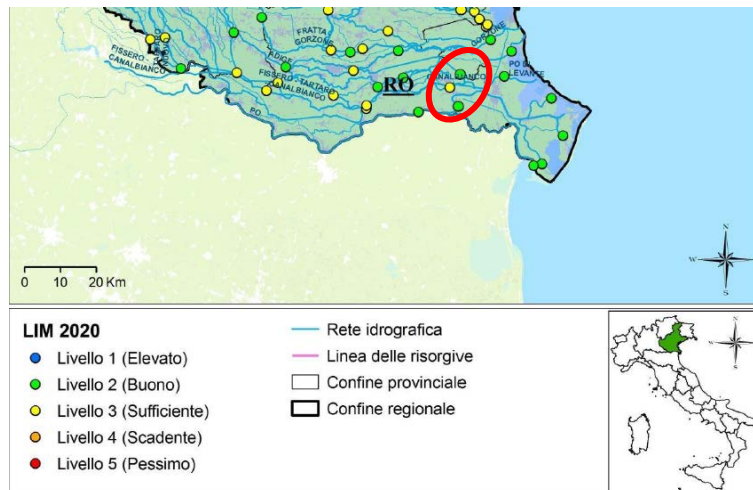 FRATTA
GORZONE
GORZONE
ADIGE
FISSERO -
CANALBIANCO
FISSERO - TARTARO
CANALBIANCO
CANALBIANCO
PO DI
LEVANTE
RO
PO
N
W
E
S
0 10 20 Km
LIM 2020
Livello 1 (Elevato)
Livello 2 (Buono)
Livello 3 (Sufficiente)
Livello 4 (Scadente)
Livello 5 (Pessimo)
Rete idrografica
Linea delle risorgive
Confine provinciale
Confine regionale
N
W
E
S